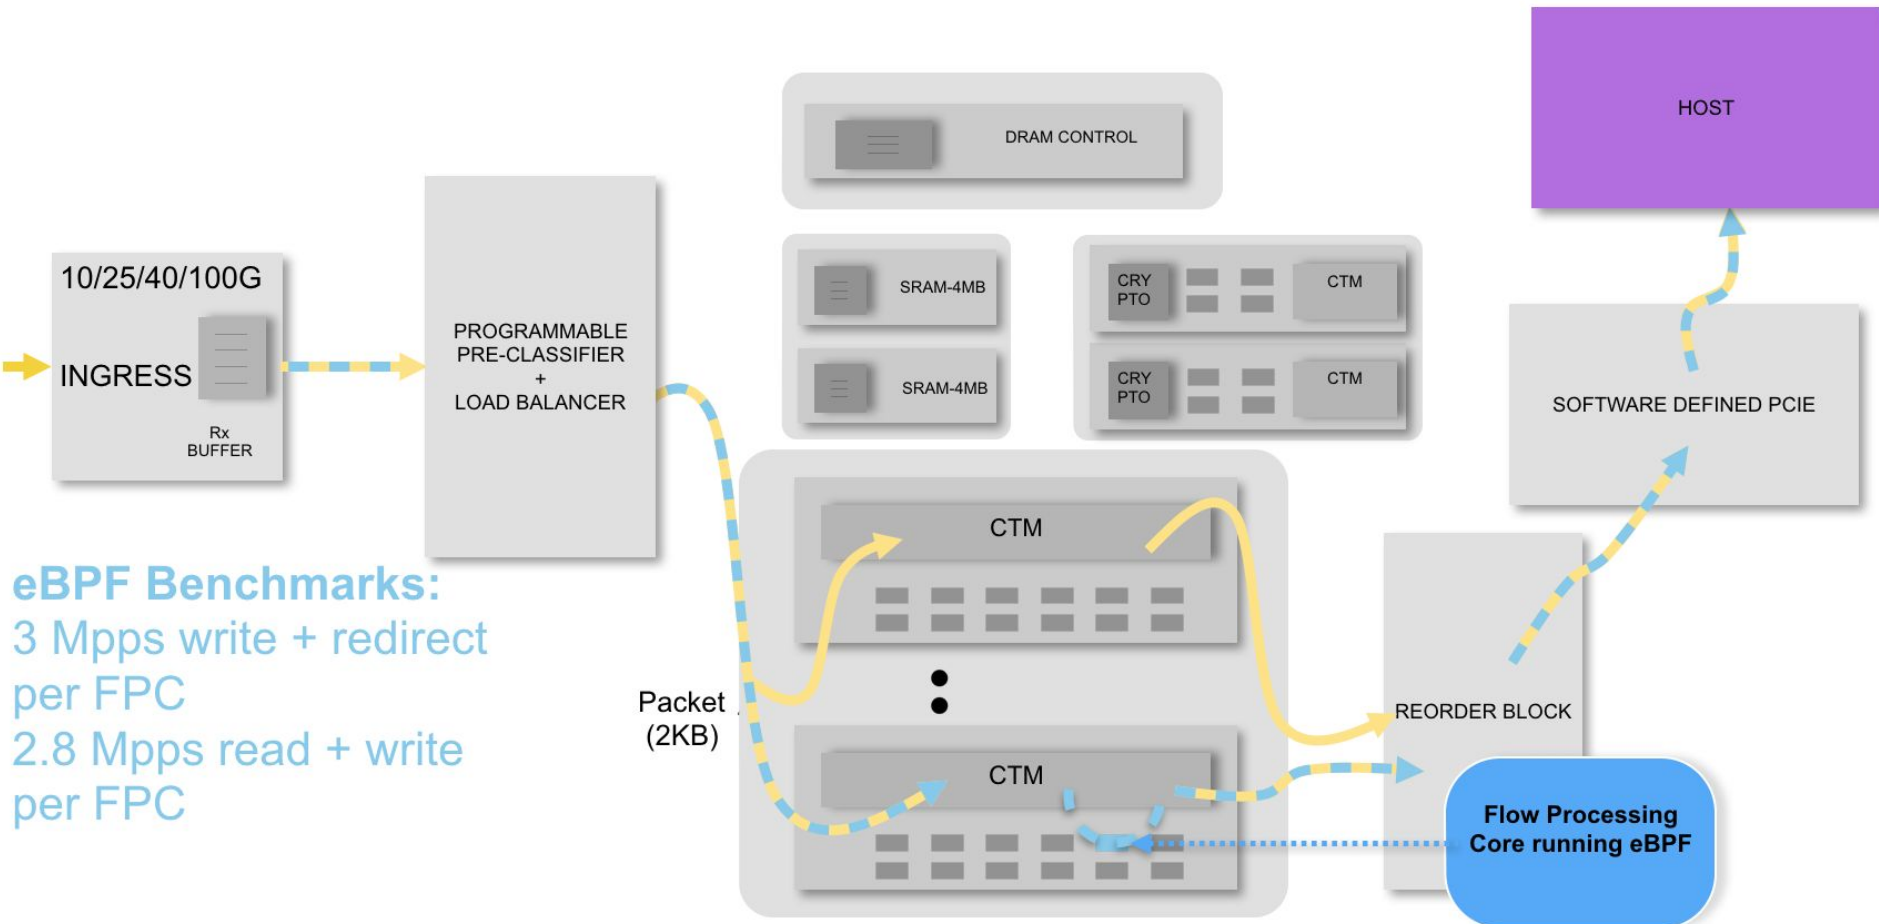 HOST
DRAM CONTROL
10/25/40/100G
INGRESS
Rx
BUFFER
PROGRAMMABLE
PRE-CLASSIFIER
+
LOAD BALANCER
SRAM-4MB
SRAM-4MB
CRY
PTO
CTM
CRY
PTO
CTM
SOFTWARE DEFINED PCIE
CTM
eBPF Benchmarks:
3 Mpps write + redirect
per FPC
2.8 Mpps read + write
per FPC
Packet
(2KB)
CTM
REORDER BLOCK
Flow Processing
Core running eBPF